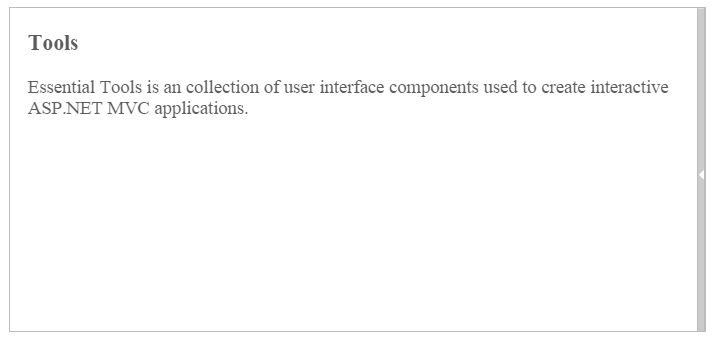 Tools
Essential Tools is an collection of user interface components used to create interactive
ASP.NET MVC applications.